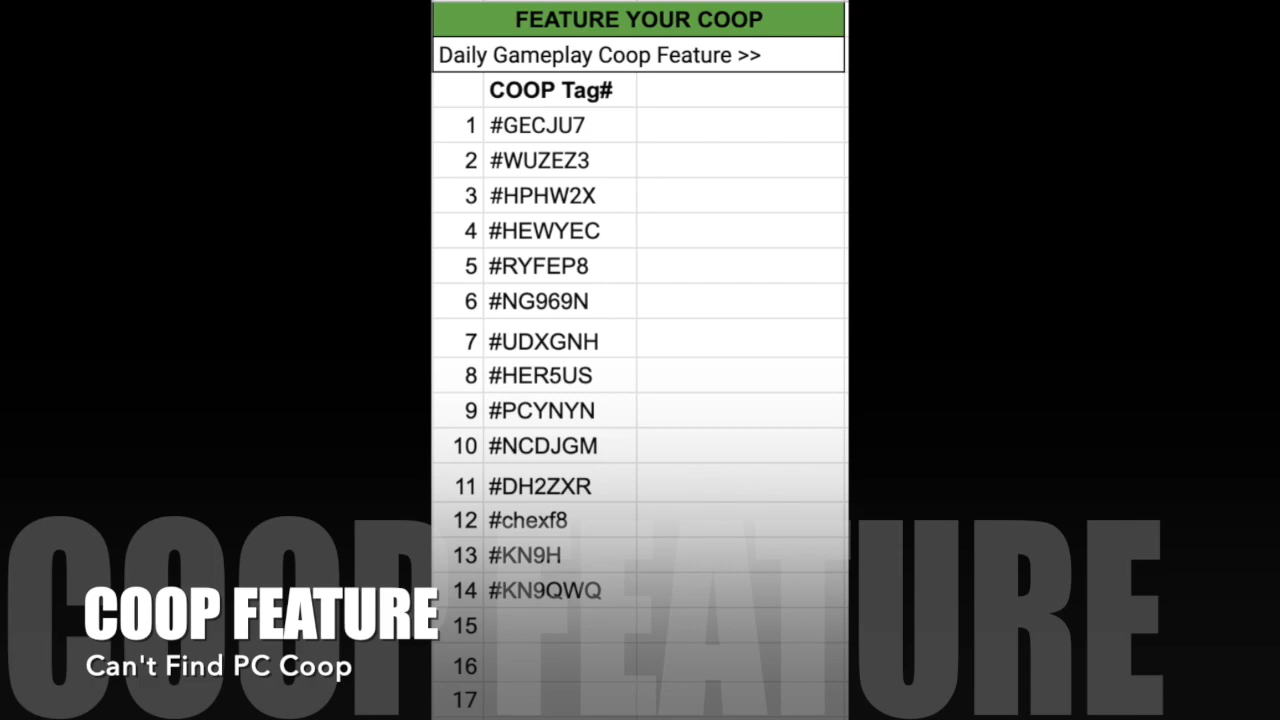 FEATURE YOUR COOP
Daily Gameplay Coop Feature >>
COOP Tag#
1 #GECJU7
2 #WUZEZ3
3 #HPHW2X
4 #HEWYEC
5 #RYFEP8
6 #NG969N
7 #UDXGNH
8 #HER5US
9 #PCYNYN
10 #NCDJGM
11 #DH2ZXR
12 #chexf8
13 #KN9H
14 #KN9QWQ
15
16
17
COOP FEATURE
COOP FEATURE
Can't Find PC Coop